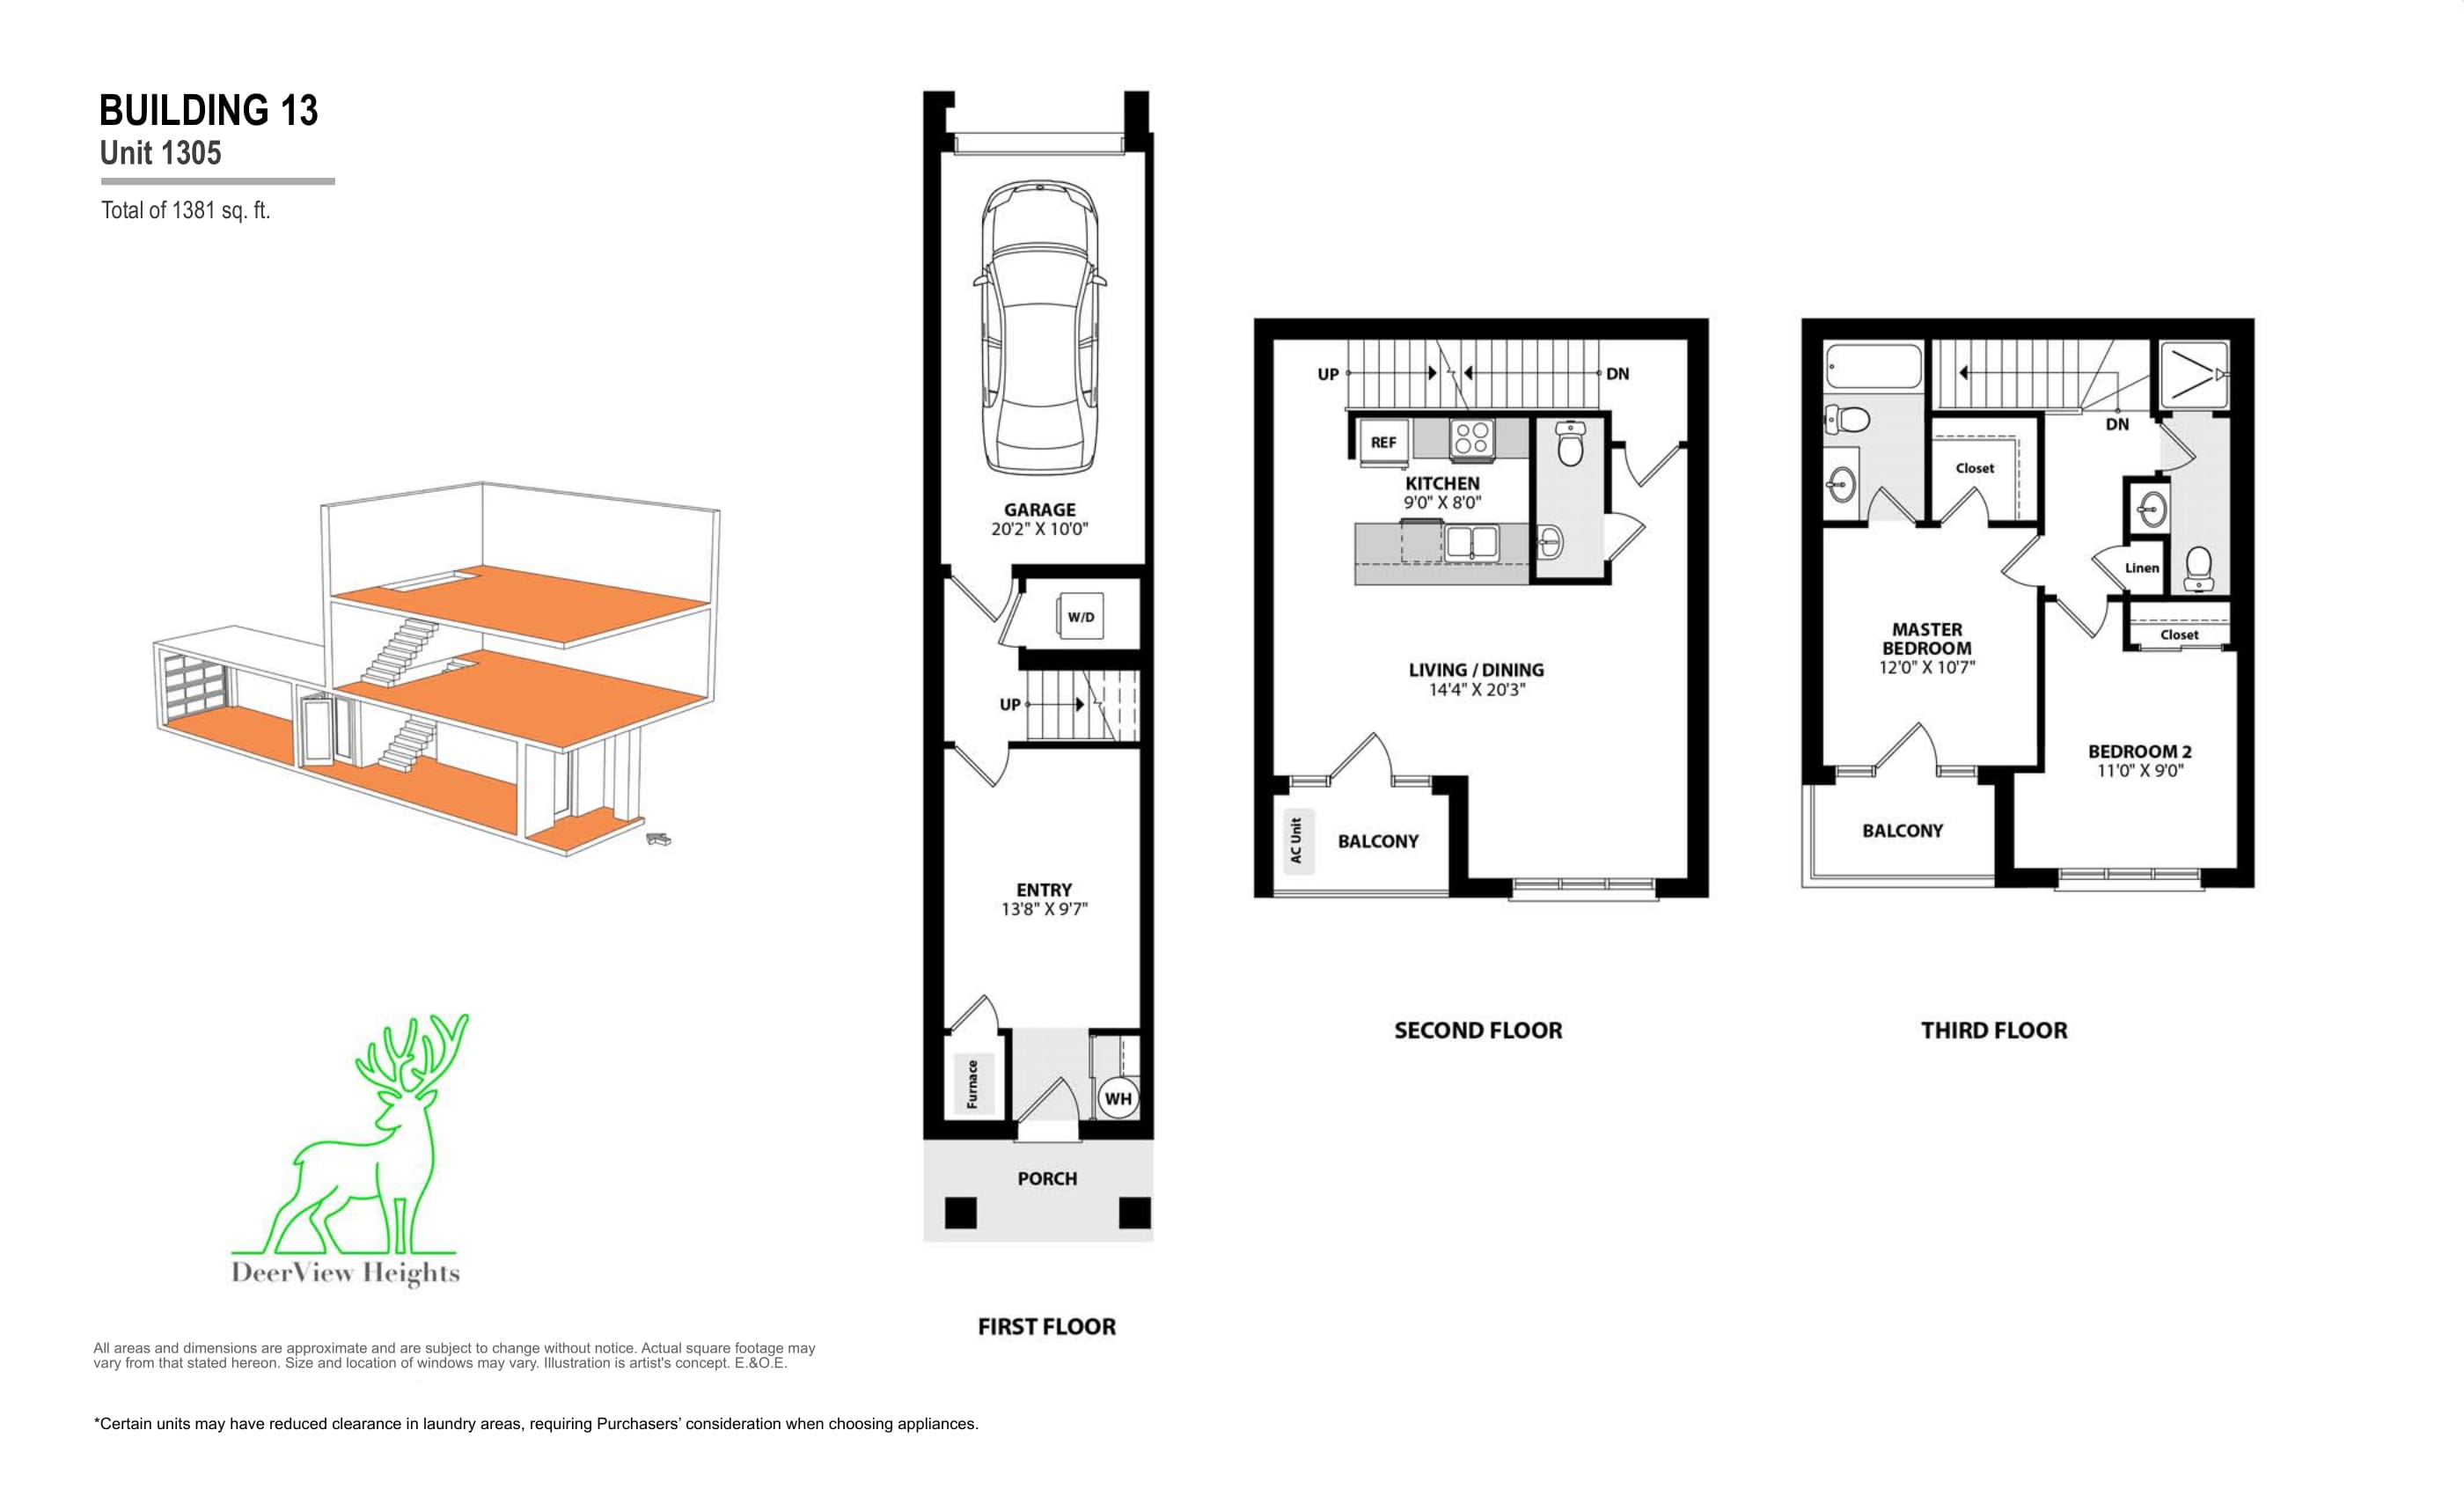 BUILDING 13
Unit 1305
Total of 1381 sq. ft.
GARAGE
20'2" X 10'0"
W/D
UP
ENTRY
13'8" X 9'7"
Furnace
WH
PORCH
FIRST FLOOR
UP
DN
REF
KITCHEN
9'0" X 8'0"
LIVING / DINING
14'4" X 20'3"
AC Unit
BALCONY
SECOND FLOOR
DN
Closet
Linen
Closet
MASTER
BEDROOM
12'0" X 10'7"
BEDROOM 2
11'0" X 9'0"
BALCONY
THIRD FLOOR
DeerView Heights
All areas and dimensions are approximate and are subject to change without notice. Actual square footage may
vary from that stated hereon. Size and location of windows may vary. Illustration is artist's concept. E.&O.E.
*Certain units may have reduced clearance in laundry areas, requiring Purchasers’ consideration when choosing appliances.